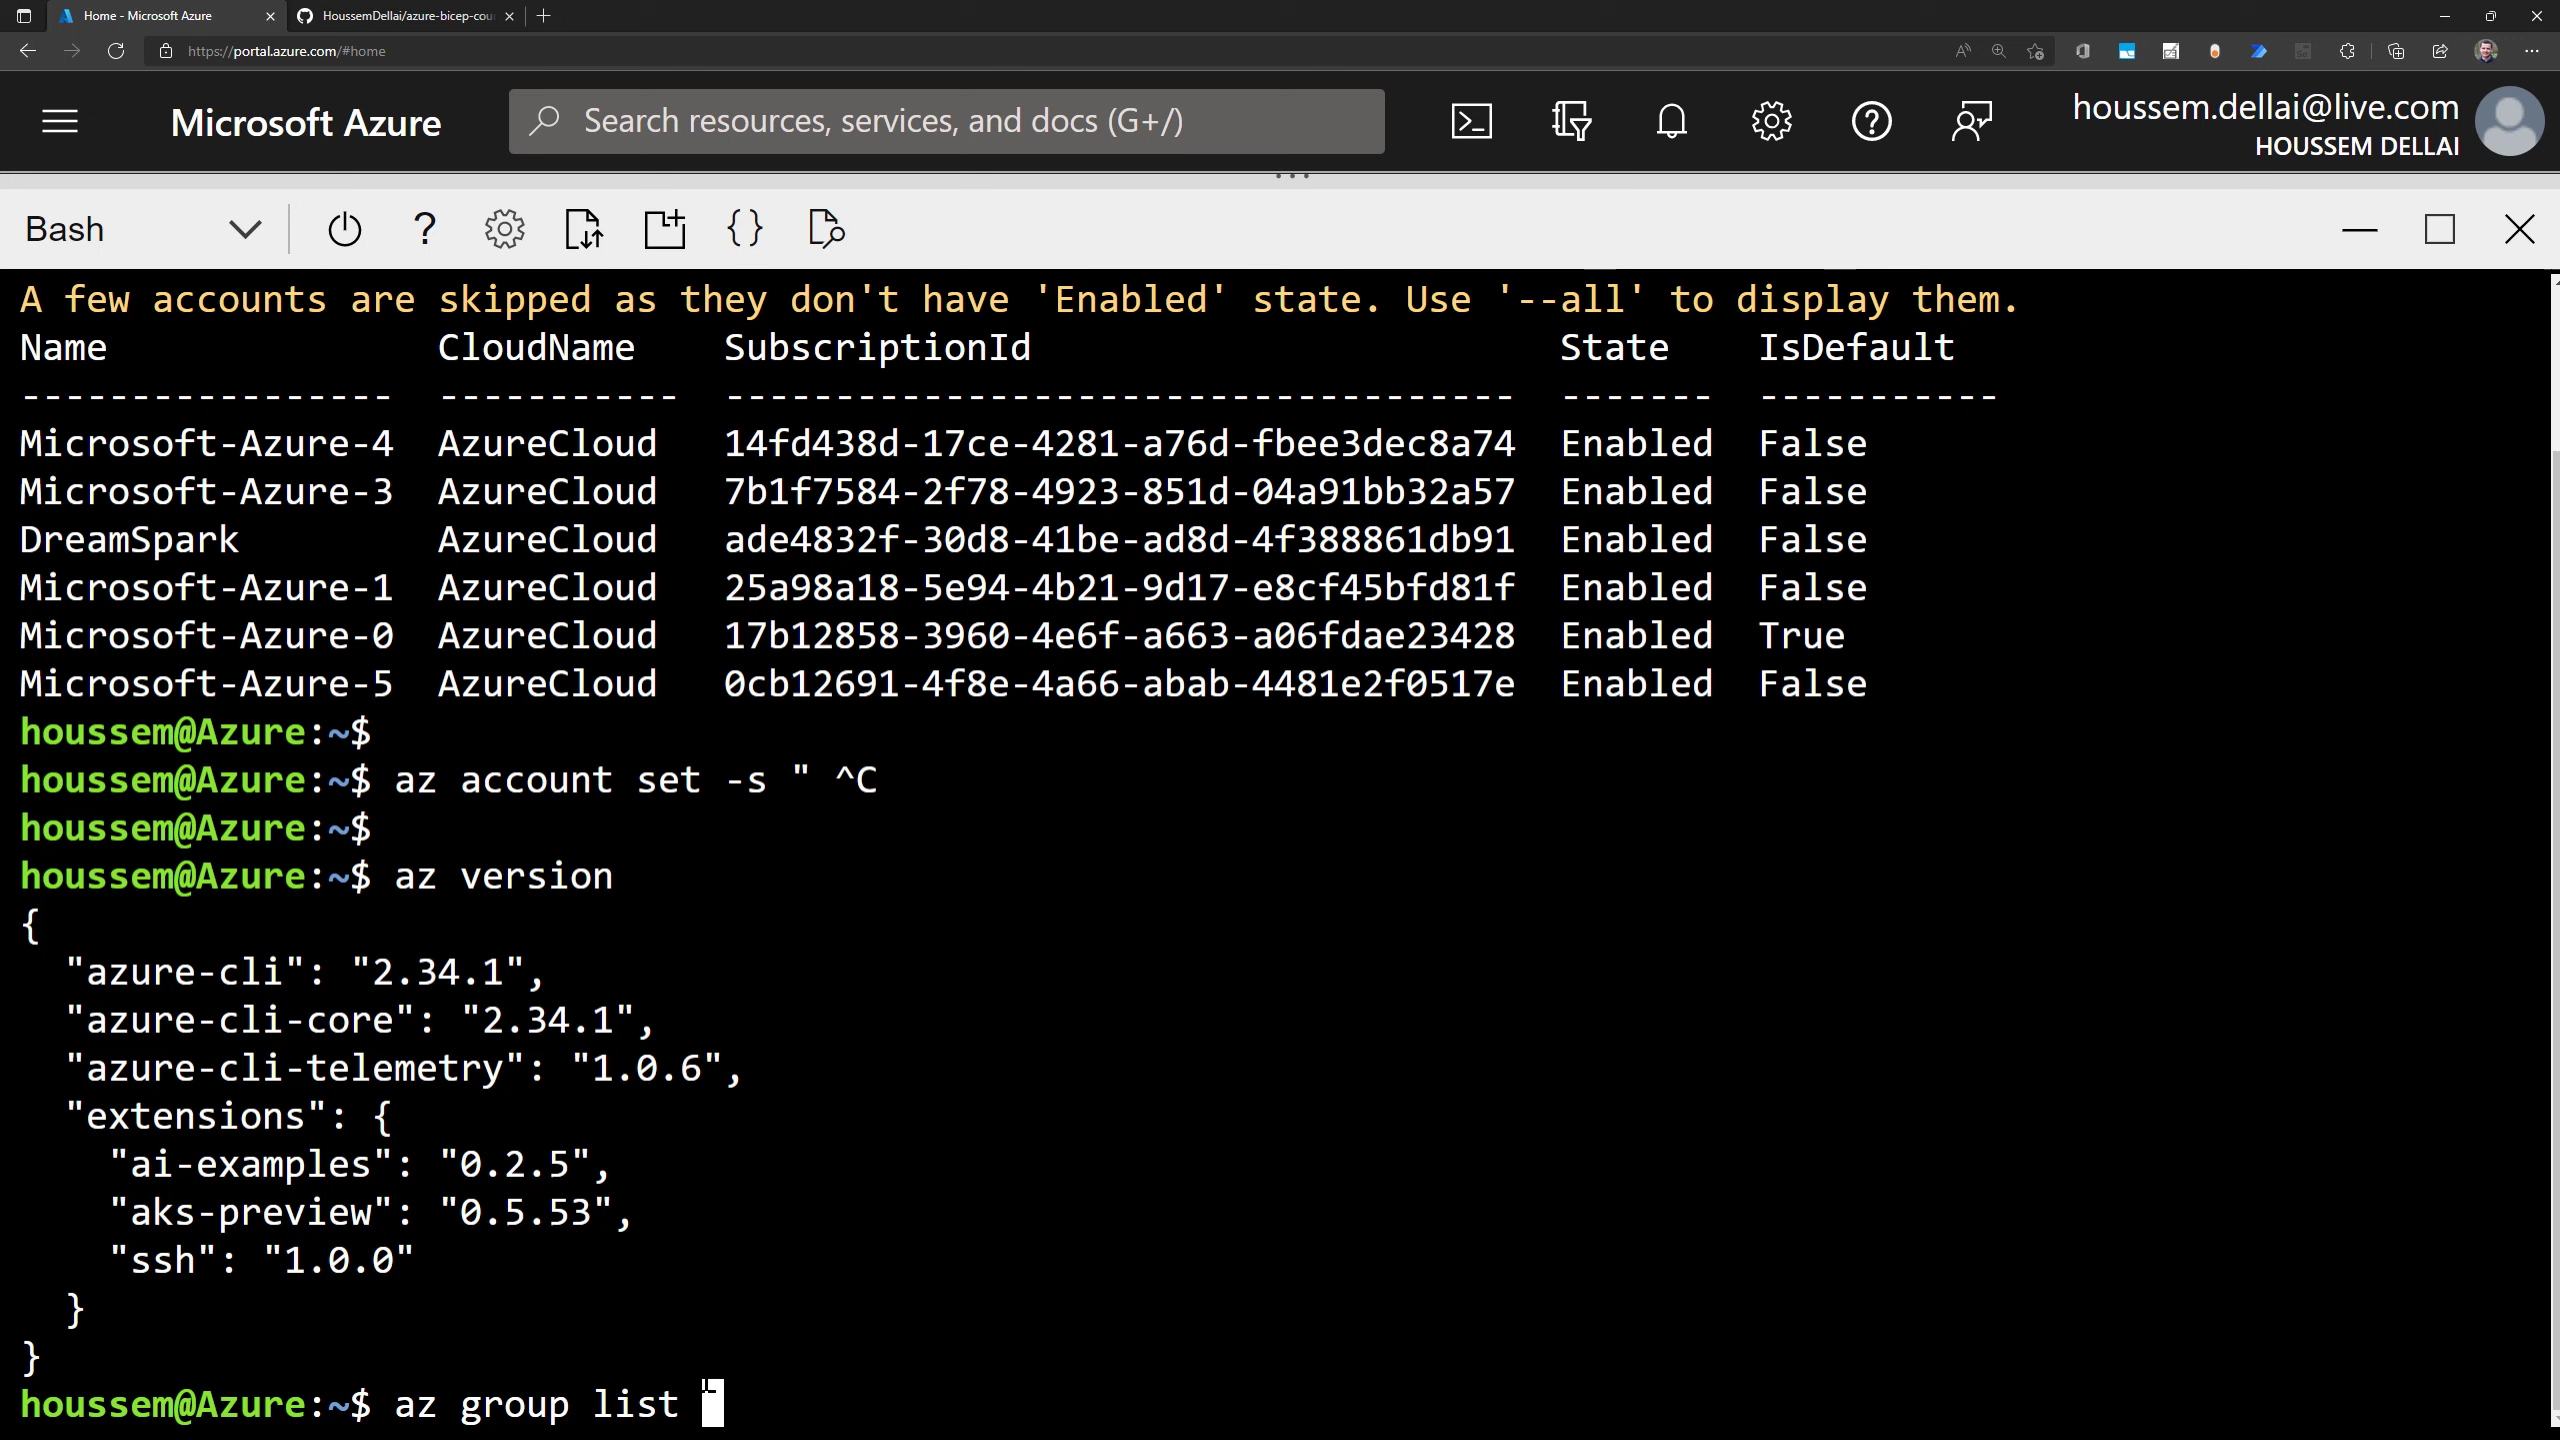 Home - Microsoft Azure
HoussemDellai/azure-bicep-cou
https://portal.azure.com/#home
Microsoft Azure
Search resources, services, and docs (G+/)
houssem.dellai@live.com
HOUSSEM DELLAI
Bash
A few accounts are skipped as they don't have 'Enabled' state. Use '--all' to display them.
Name CloudName SubscriptionId State IsDefault
----------------- ----------- ------------------------------------ ------- -----------
Microsoft-Azure-4 AzureCloud 14fd438d-17ce-4281-a76d-fbee3dec8a74 Enabled False
Microsoft-Azure-3 AzureCloud 7b1f7584-2f78-4923-851d-04a91bb32a57 Enabled False
DreamSpark AzureCloud ade4832f-30d8-41be-ad8d-4f388861db91 Enabled False
Microsoft-Azure-1 AzureCloud 25a98a18-5e94-4b21-9d17-e8cf45bfd81f Enabled False
Microsoft-Azure-0 AzureCloud 17b12858-3960-4e6f-a663-a06fdae23428 Enabled True
Microsoft-Azure-5 AzureCloud 0cb12691-4f8e-4a66-abab-4481e2f0517e Enabled False
houssem@Azure:~$
houssem@Azure:~$ az account set -s " ^C
houssem@Azure:~$
houssem@Azure:~$ az version
{
"azure-cli": "2.34.1",
"azure-cli-core": "2.34.1",
"azure-cli-telemetry": "1.0.6",
"extensions": {
"ai-examples": "0.2.5",
"aks-preview": "0.5.53",
"ssh": "1.0.0"
}
}
houssem@Azure:~$ az group list